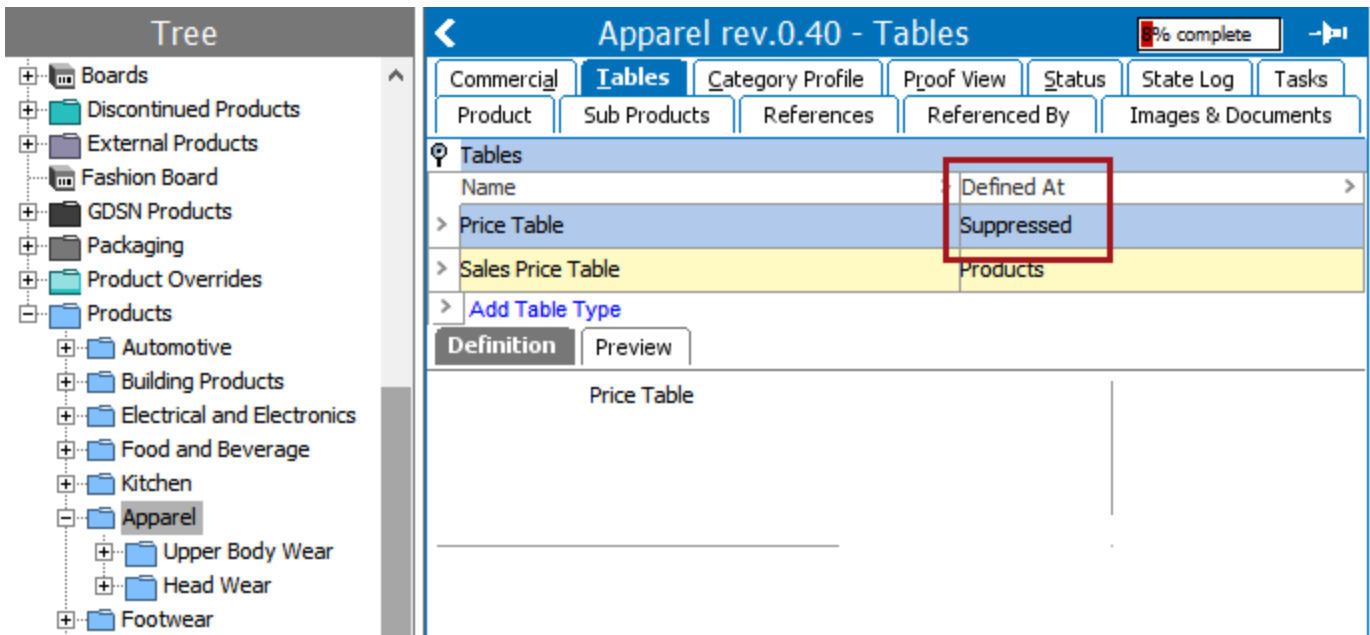 Tree
Boards
Discontinued Products
External Products
Fashion Board
GDSN Products
Packaging
Product Overrides
Products
Automotive
Building Products
Electrical and Electronics
Food and Beverage
Kitchen
Apparel
Upper Body Wear
Head Wear
Footwear
Apparel rev.0.40 - Tables 8% complete
Commercial Tables Category Profile Proof View Status State Log Tasks
Product Sub Products References Referenced By Images & Documents
Tables
Name > Defined At >
> Price Table Suppressed
> Sales Price Table Products
> Add Table Type
Definition Preview
Price Table